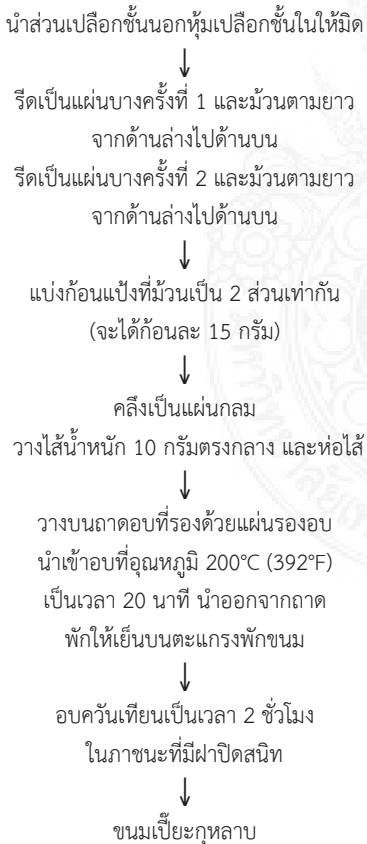 นำส่วนเปลือกชั้นนอกหุ้มเปลือกชั้นในให้มิด
↓
รีดเป็นแผ่นบางครั้งที่ 1 และม้วนตามยาว
จากด้านล่างไปด้านบน
รีดเป็นแผ่นบางครั้งที่ 2 และม้วนตามยาว
จากด้านล่างไปด้านบน
↓
แบ่งก้อนแป้งที่ม้วนเป็น 2 ส่วนเท่ากัน
(จะได้ก้อนละ 15 กรัม)
↓
คลึงเป็นแผ่นกลม
วางไส้น้ำหนัก 10 กรัมตรงกลาง และห่อไส้
↓
วางบนถาดอบที่รองด้วยแผ่นรองอบ
นำเข้าอบที่อุณหภูมิ 200°C (392°F)
เป็นเวลา 20 นาที นำออกจากถาด
พักให้เย็นบนตะแกรงพักขนม
↓
อบควันเทียนเป็นเวลา 2 ชั่วโมง
ในภาชนะที่มีฝาปิดสนิท
↓
ขนมเปี๊ยะกุหลาบ